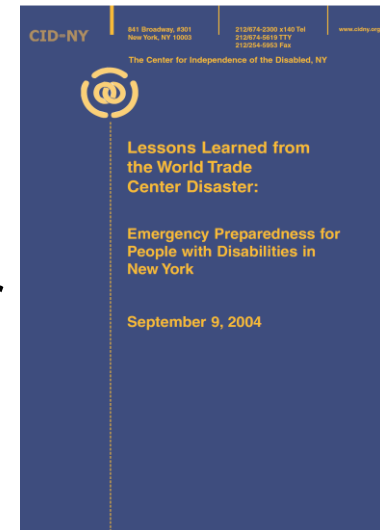 CID-NY
841 Broadway, #301
New York, NY 10003
212/674-2300 x140 Tel
212/674-5619 TTY
212/254-5953 Fax
www.cidny.org
The Center for Independence of the Disabled, NY
Lessons Learned from
the World Trade
Center Disaster:
Emergency Preparedness for
People with Disabilities in
New York
September 9, 2004